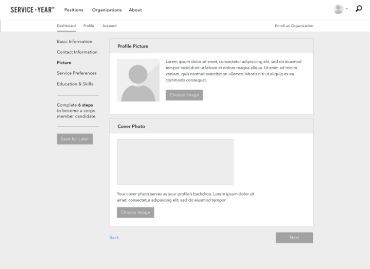 SERVICE·YEAR
Positions
Organizations
About
Dashboard
Profile
Account
Enroll as Organization
Basic Information
Contact Information
Picture
Service Preferences
Education & Skills
Complete 6 steps
to become a corps
member candidate.
Save for Later
Profile Picture
Lorem ipsum dolor sit amet, consectetur adipisicing elit, sed do eiusmod
tempor incididunt ut labore et dolore magna aliqua. Ut enim ad minim
veniam, quis nostrud exercitation ullamco laboris nisi ut aliquip ex ea
commodo consequat.
Choose Image
Cover Photo
Your cover photo serves as your profile's backdrop. Lorem ipsum dolor sit
amet, consectetur adipisicing elit, sed do eiusmod tempor
Choose Image
Back
Next